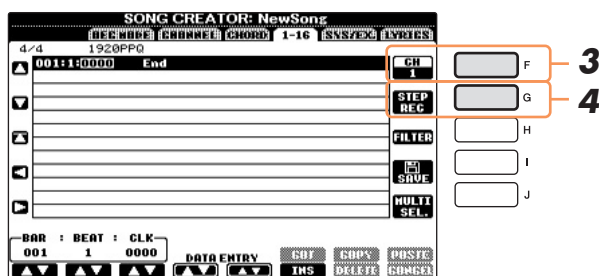 SONG CREATOR: NewSong
REC MODE CHANNEL CHORD 1-16 SYS/EX. LYRICS
4/4 1920PPQ
001:1:0000 End
CH
1
F
3
STEP
REC
G
4
FILTER
H
SAVE
I
MULTI
SEL.
J
BAR : BEAT : CLK
001 1 0000
DATA ENTRY
CUT COPY PASTE
INS DELETE CANCEL